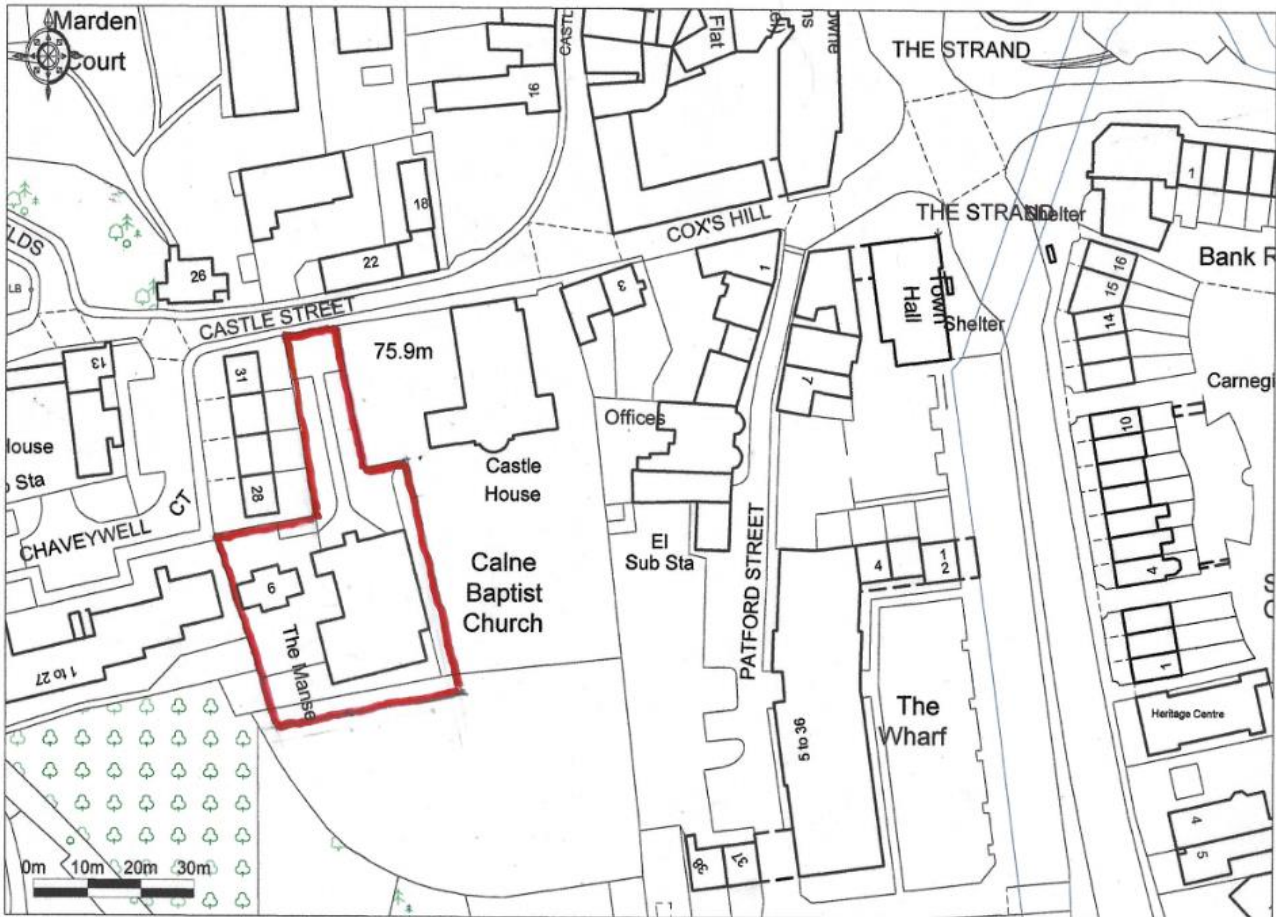 Marden
Court
CASTL
Flat
THE STRAND
16
18
22
26
COX'S HILL
THE STRAND
Shelter
1
Bank R
LB
CASTLE STREET
75.9m
3
1
Town
Hall
Shelter
16
15
14
Carnegi
13
31
28
7
Offices
10
House
Sta
Castle
House
CHAVEYWELL
CT
El
Sub Sta
Calne
Baptist
Church
6
The Manse
PATFORD STREET
4
1
2
4
1
1 to 27
5 to 36
The
Wharf
Heritage Centre
38
37
4
5
0m 10m 20m 30m